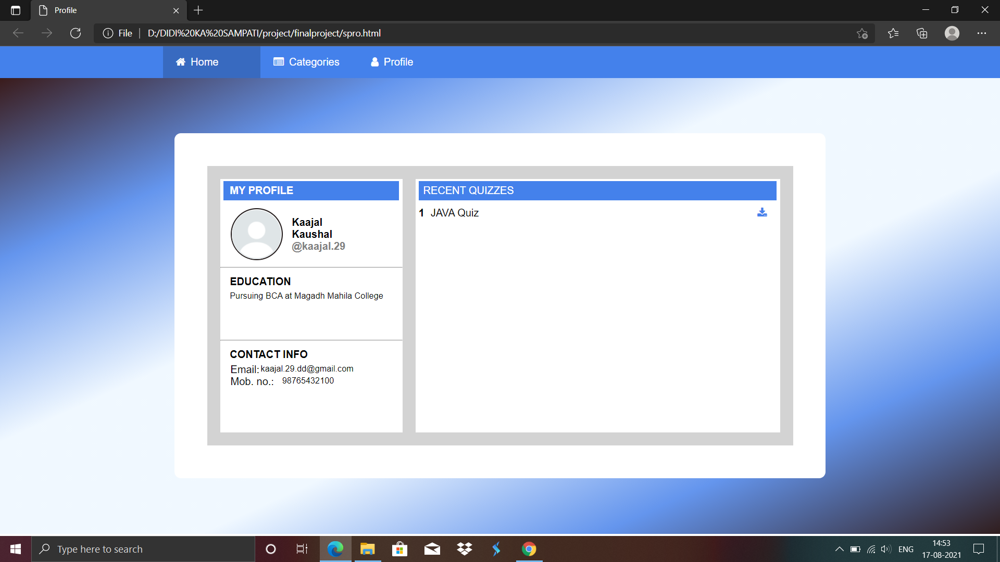 Profile
File
D:/DIDI%20KA%20SAMPATI/project/finalproject/spro.html
Home
Categories
Profile
MY PROFILE
Kaajal
Kaushal
@kaajal.29
EDUCATION
Pursuing BCA at Magadh Mahila College
CONTACT INFO
Email: kaajal.29.dd@gmail.com
Mob. no.: 98765432100
RECENT QUIZZES
1 JAVA Quiz
Type here to search
ENG
14:53
17-08-2021